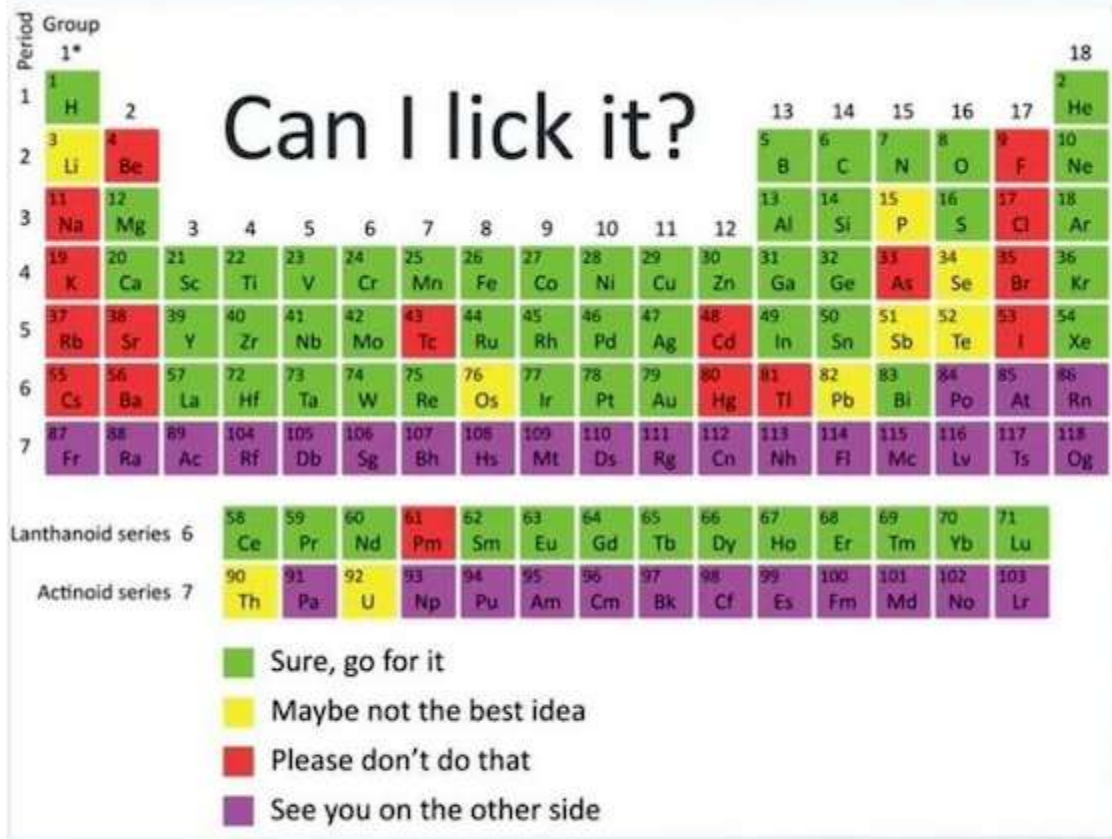 Period
Group
1* 18
1 2 13 14 15 16 17
Can I lick it?
1 2
H He
2 3 4 5 6 7 8 9 10
Li Be B C N O F Ne
3 11 12 3 4 5 6 7 8 9 10 11 12 13 14 15 16 17 18
Na Mg Al Si P S Cl Ar
4 19 20 21 22 23 24 25 26 27 28 29 30 31 32 33 34 35 36
K Ca Sc Ti V Cr Mn Fe Co Ni Cu Zn Ga Ge As Se Br Kr
5 37 38 39 40 41 42 43 44 45 46 47 48 49 50 51 52 53 54
Rb Sr Y Zr Nb Mo Tc Ru Rh Pd Ag Cd In Sn Sb Te I Xe
6 55 56 57 72 73 74 75 76 77 78 79 80 81 82 83 84 85 86
Cs Ba La Hf Ta W Re Os Ir Pt Au Hg Tl Pb Bi Po At Rn
7 87 88 89 104 105 106 107 108 109 110 111 112 113 114 115 116 117 118
Fr Ra Ac Rf Db Sg Bh Hs Mt Ds Rg Cn Nh Fl Mc Lv Ts Og
Lanthanoid series 6 58 59 60 61 62 63 64 65 66 67 68 69 70 71
Ce Pr Nd Pm Sm Eu Gd Tb Dy Ho Er Tm Yb Lu
Actinoid series 7 90 91 92 93 94 95 96 97 98 99 100 101 102 103
Th Pa U Np Pu Am Cm Bk Cf Es Fm Md No Lr
Sure, go for it
Maybe not the best idea
Please don't do that
See you on the other side